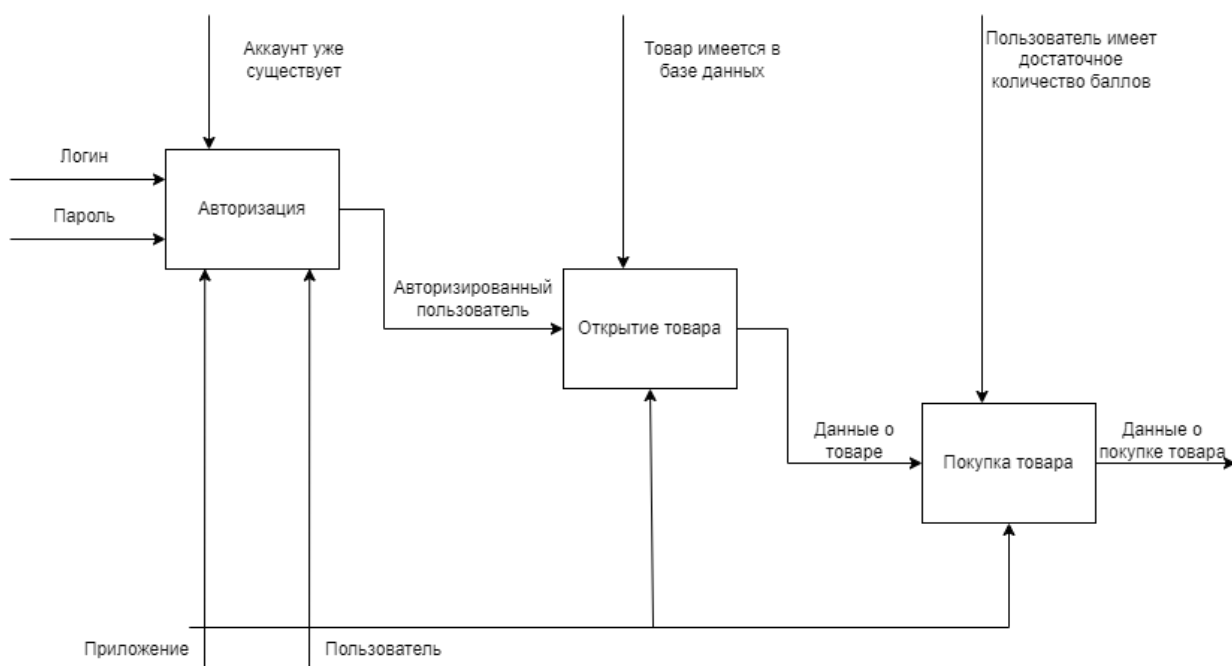 Аккаунт уже
существует
Товар имеется в
базе данных
Пользователь имеет
достаточное
количество баллов
Логин
Пароль
Авторизация
Авторизированный
пользователь
Открытие товара
Данные о
товаре
Покупка товара
Данные о
покупке товара
Приложение
Пользователь